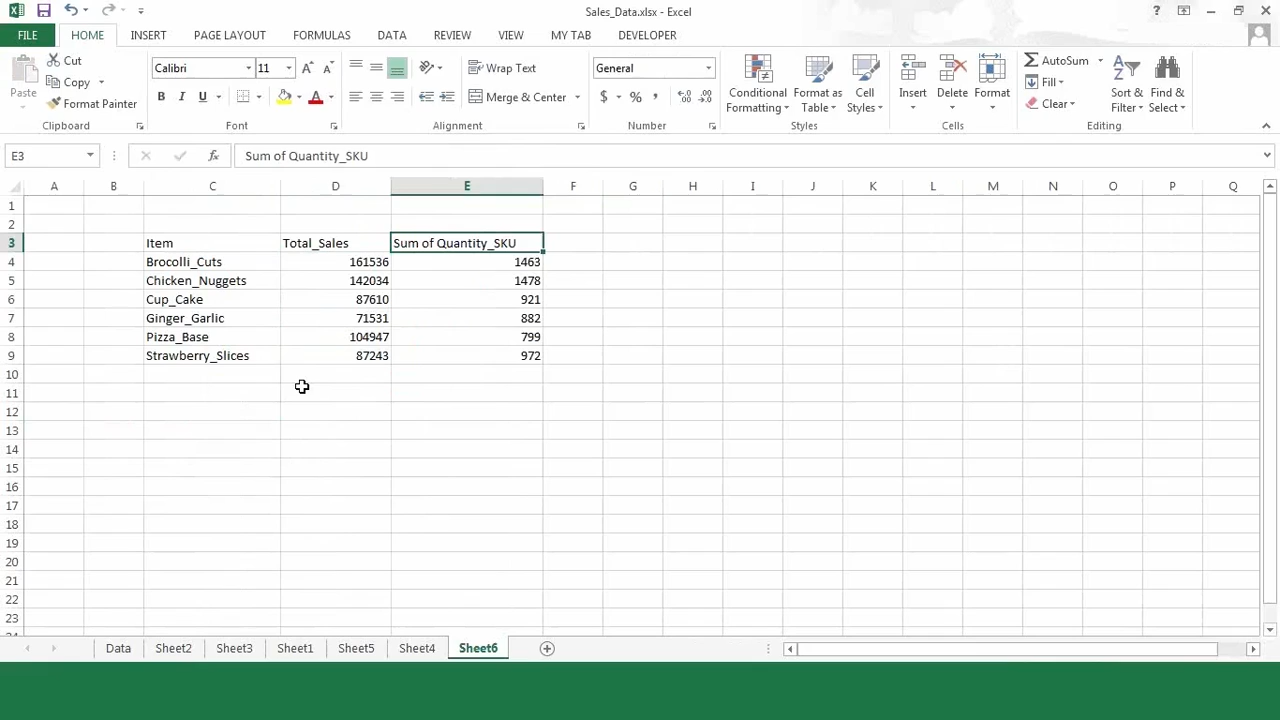 Sales_Data.xlsx - Excel
FILE HOME INSERT PAGE LAYOUT FORMULAS DATA REVIEW VIEW MY TAB DEVELOPER
Paste
Cut
Copy
Format Painter
Clipboard
Calibri 11
B I U
Font
Wrap Text
Merge & Center
Alignment
General
$ % ,
Number
Conditional Formatting
Format as Table
Cell Styles
Styles
Insert Delete Format
Cells
AutoSum
Fill
Clear
Sort & Filter
Find & Select
Editing
E3 fx Sum of Quantity_SKU
A B C D E F G H I J K L M N O P Q
1
2
3 Item Total_Sales Sum of Quantity_SKU
4 Brocolli_Cuts 161536 1463
5 Chicken_Nuggets 142034 1478
6 Cup_Cake 87610 921
7 Ginger_Garlic 71531 882
8 Pizza_Base 104947 799
9 Strawberry_Slices 87243 972
10
11
12
13
14
15
16
17
18
19
20
21
22
23
Data Sheet2 Sheet3 Sheet1 Sheet5 Sheet4 Sheet6